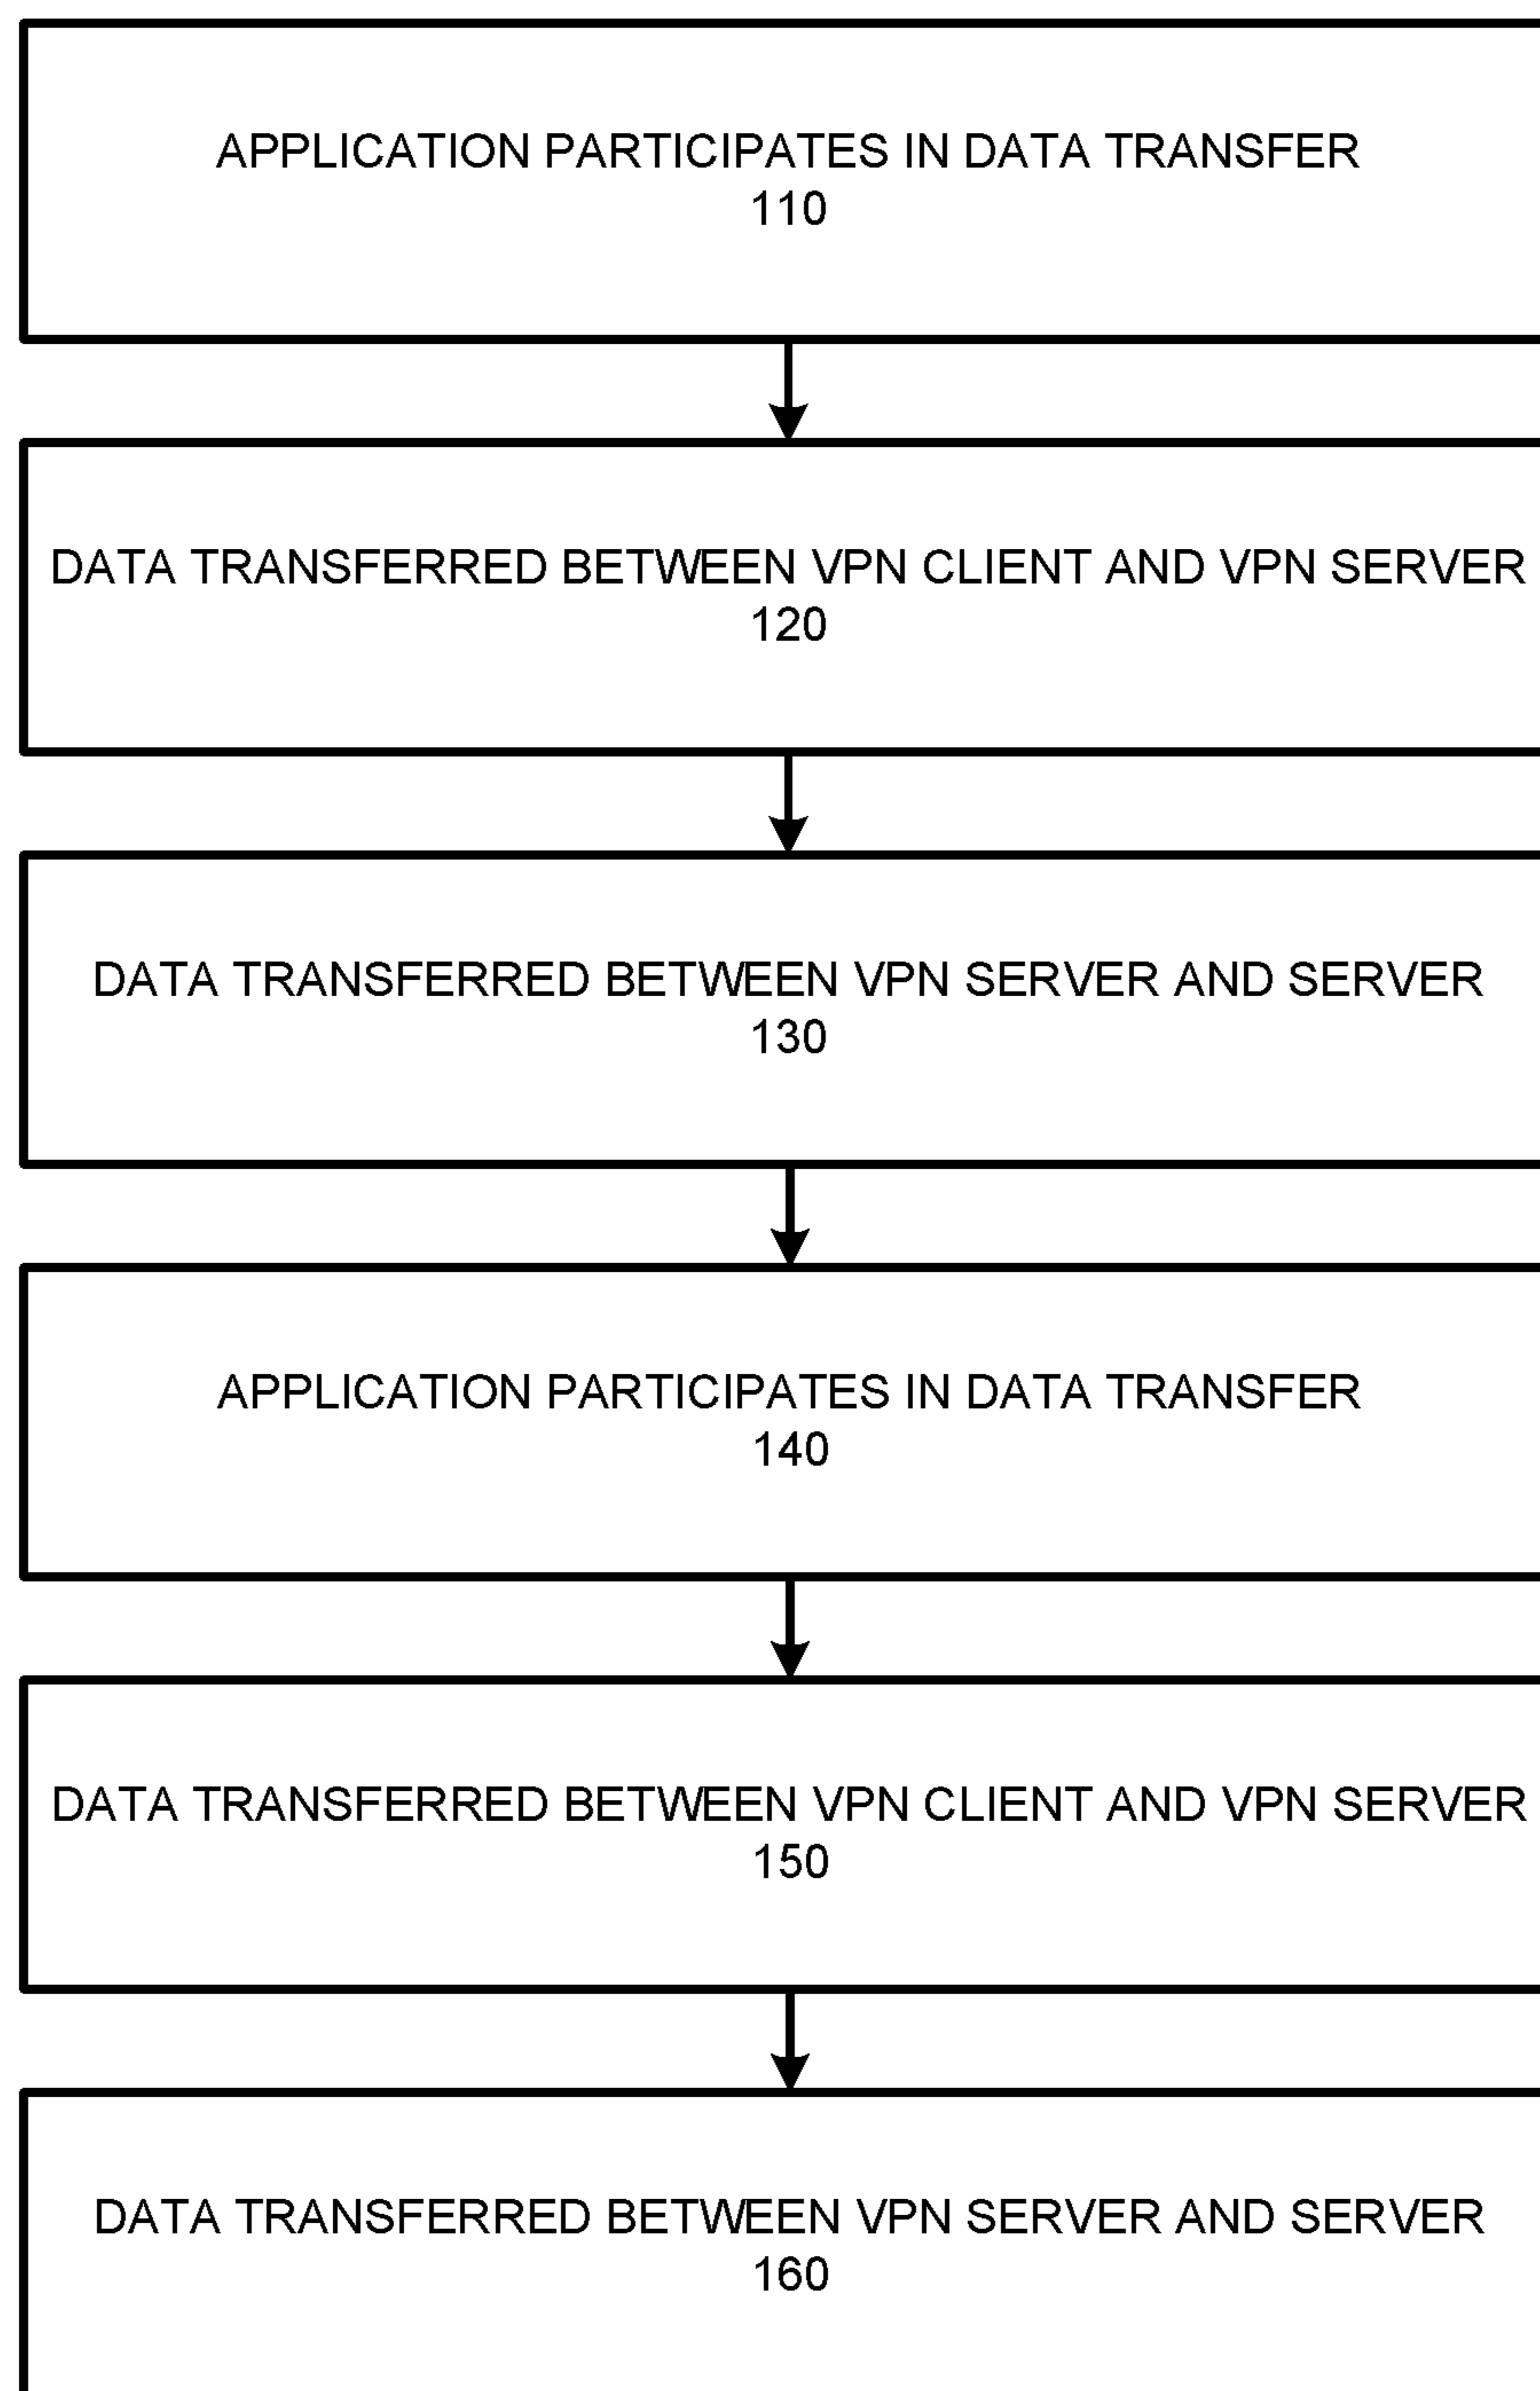 APPLICATION PARTICIPATES IN DATA TRANSFER
110
DATA TRANSFERRED BETWEEN VPN CLIENT AND VPN SERVER
120
DATA TRANSFERRED BETWEEN VPN SERVER AND SERVER
130
APPLICATION PARTICIPATES IN DATA TRANSFER
140
DATA TRANSFERRED BETWEEN VPN CLIENT AND VPN SERVER
150
DATA TRANSFERRED BETWEEN VPN SERVER AND SERVER
160